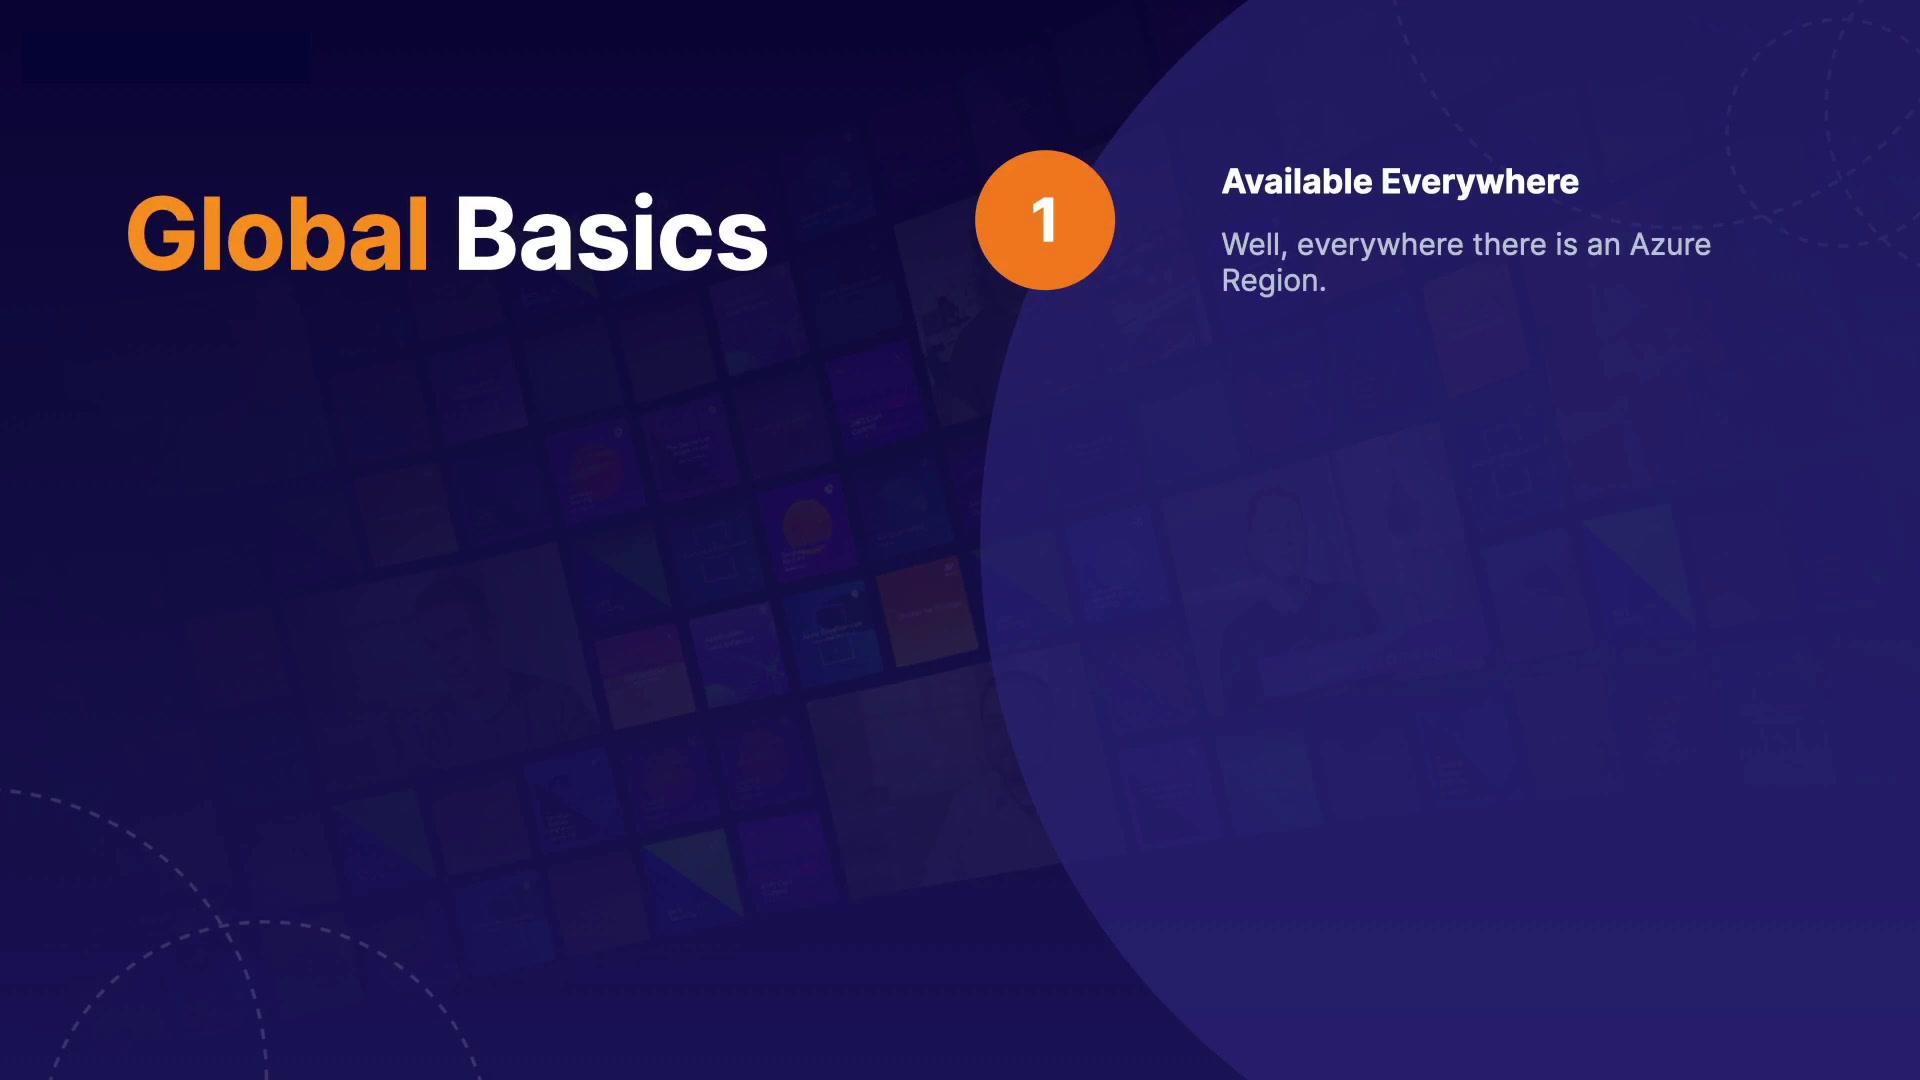 Global Basics
1
Available Everywhere
Well, everywhere there is an Azure
Region.